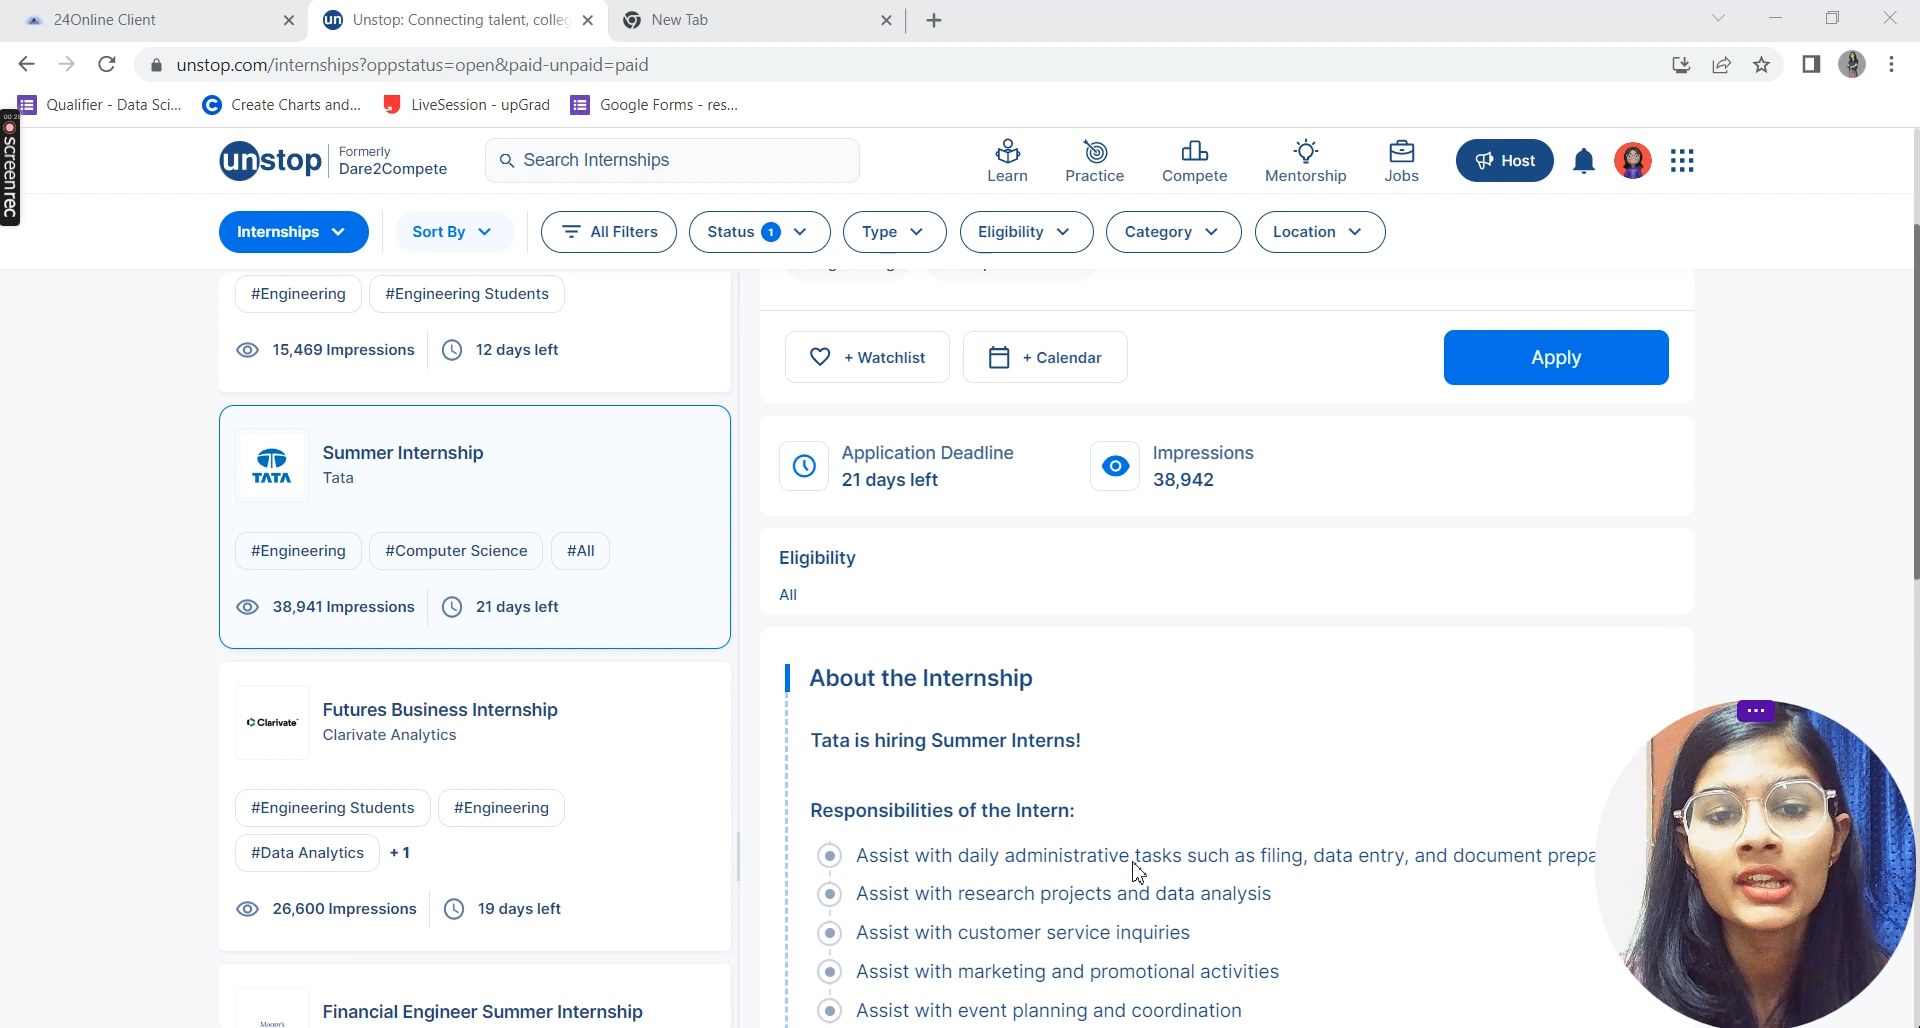 24Online Client
Unstop: Connecting talent, colleg
New Tab
unstop.com/internships?oppstatus=open&paid-unpaid=paid
Qualifier - Data Sci...
Create Charts and...
LiveSession - upGrad
Google Forms - res...
screenrec
unstop
Formerly
Dare2Compete
Search Internships
Learn
Practice
Compete
Mentorship
Jobs
Host
Internships
Sort By
All Filters
Status 1
Type
Eligibility
Category
Location
#Engineering
#Engineering Students
15,469 Impressions
12 days left
TATA
Summer Internship
Tata
#Engineering
#Computer Science
#All
38,941 Impressions
21 days left
Clarivate
Futures Business Internship
Clarivate Analytics
#Engineering Students
#Engineering
#Data Analytics
+ 1
26,600 Impressions
19 days left
Moody's
Financial Engineer Summer Internship
+ Watchlist
+ Calendar
Apply
Application Deadline
21 days left
Impressions
38,942
Eligibility
All
About the Internship
Tata is hiring Summer Interns!
Responsibilities of the Intern:
Assist with daily administrative tasks such as filing, data entry, and document prepa
Assist with research projects and data analysis
Assist with customer service inquiries
Assist with marketing and promotional activities
Assist with event planning and coordination